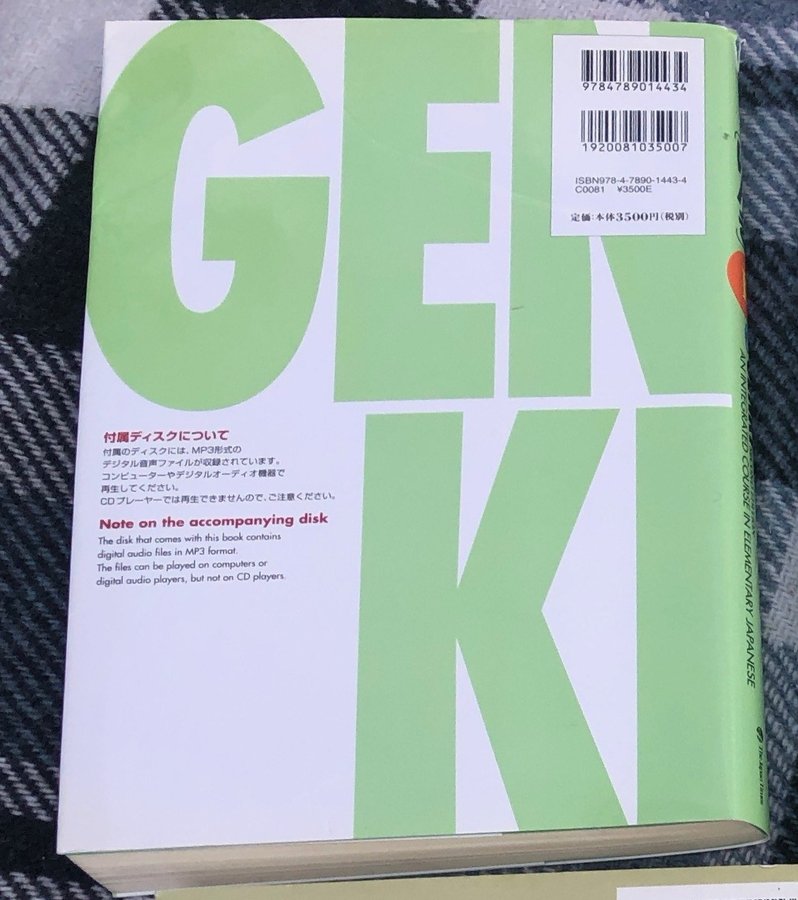 GEN
KI
9784789014434
1920081035007
ISBN978-4-7890-1443-4
C0081 ¥3500E
定価：本体3500円（税別）
付属ディスクについて
付属のディスクには、MP3形式の
デジタル音声ファイルが収録されています。
コンピューターやデジタルオーディオ機器で
再生してください。
CDプレーヤーでは再生できませんので、ご注意ください。
Note on the accompanying disk
The disk that comes with this book contains
digital audio files in MP3 format.
The files can be played on computers or
digital audio players, but not on CD players.
AN INTEGRATED COURSE IN ELEMENTARY JAPANESE
The Japan Times